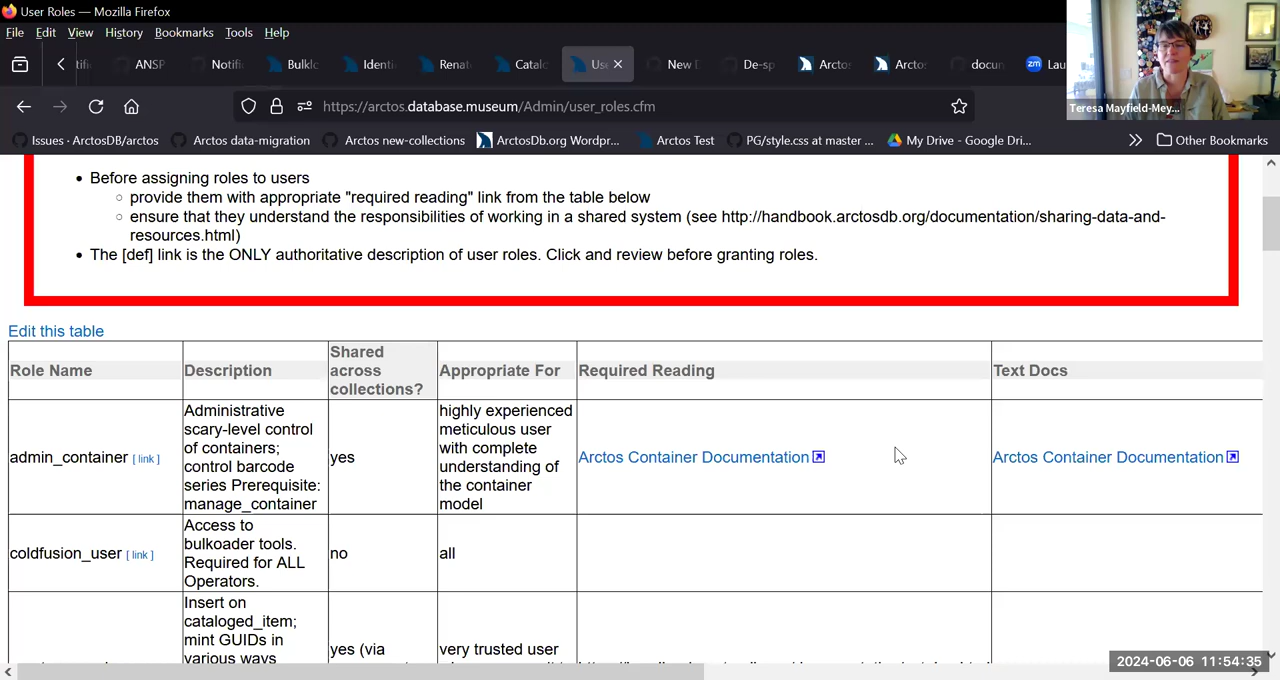 User Roles — Mozilla Firefox
File Edit View History Bookmarks Tools Help
ANSP Notifi Bulklo Identi Renat Catalo Us New D De-sp Arctos Arctos docum zm Lau
https://arctos.database.museum/Admin/user_roles.cfm
Teresa Mayfield-Mey...
Issues · ArctosDB/arctos Arctos data-migration Arctos new-collections ArctosDb.org Wordpr... Arctos Test PG/style.css at master ... My Drive - Google Dri... Other Bookmarks
Before assigning roles to users
provide them with appropriate "required reading" link from the table below
ensure that they understand the responsibilities of working in a shared system (see http://handbook.arctosdb.org/documentation/sharing-data-and-
resources.html)
The [def] link is the ONLY authoritative description of user roles. Click and review before granting roles.
Edit this table
Role Name
Description
Shared
across
collections?
Appropriate For
Required Reading
Text Docs
admin_container [ link ]
Administrative
scary-level control
of containers;
control barcode
series Prerequisite:
manage_container
yes
highly experienced
meticulous user
with complete
understanding of
the container
model
Arctos Container Documentation
Arctos Container Documentation
coldfusion_user [ link ]
Access to
bulkoader tools.
Required for ALL
Operators.
no
all
Insert on
cataloged_item;
mint GUIDs in
various ways
yes (via
very trusted user
2024-06-06 11:54:35